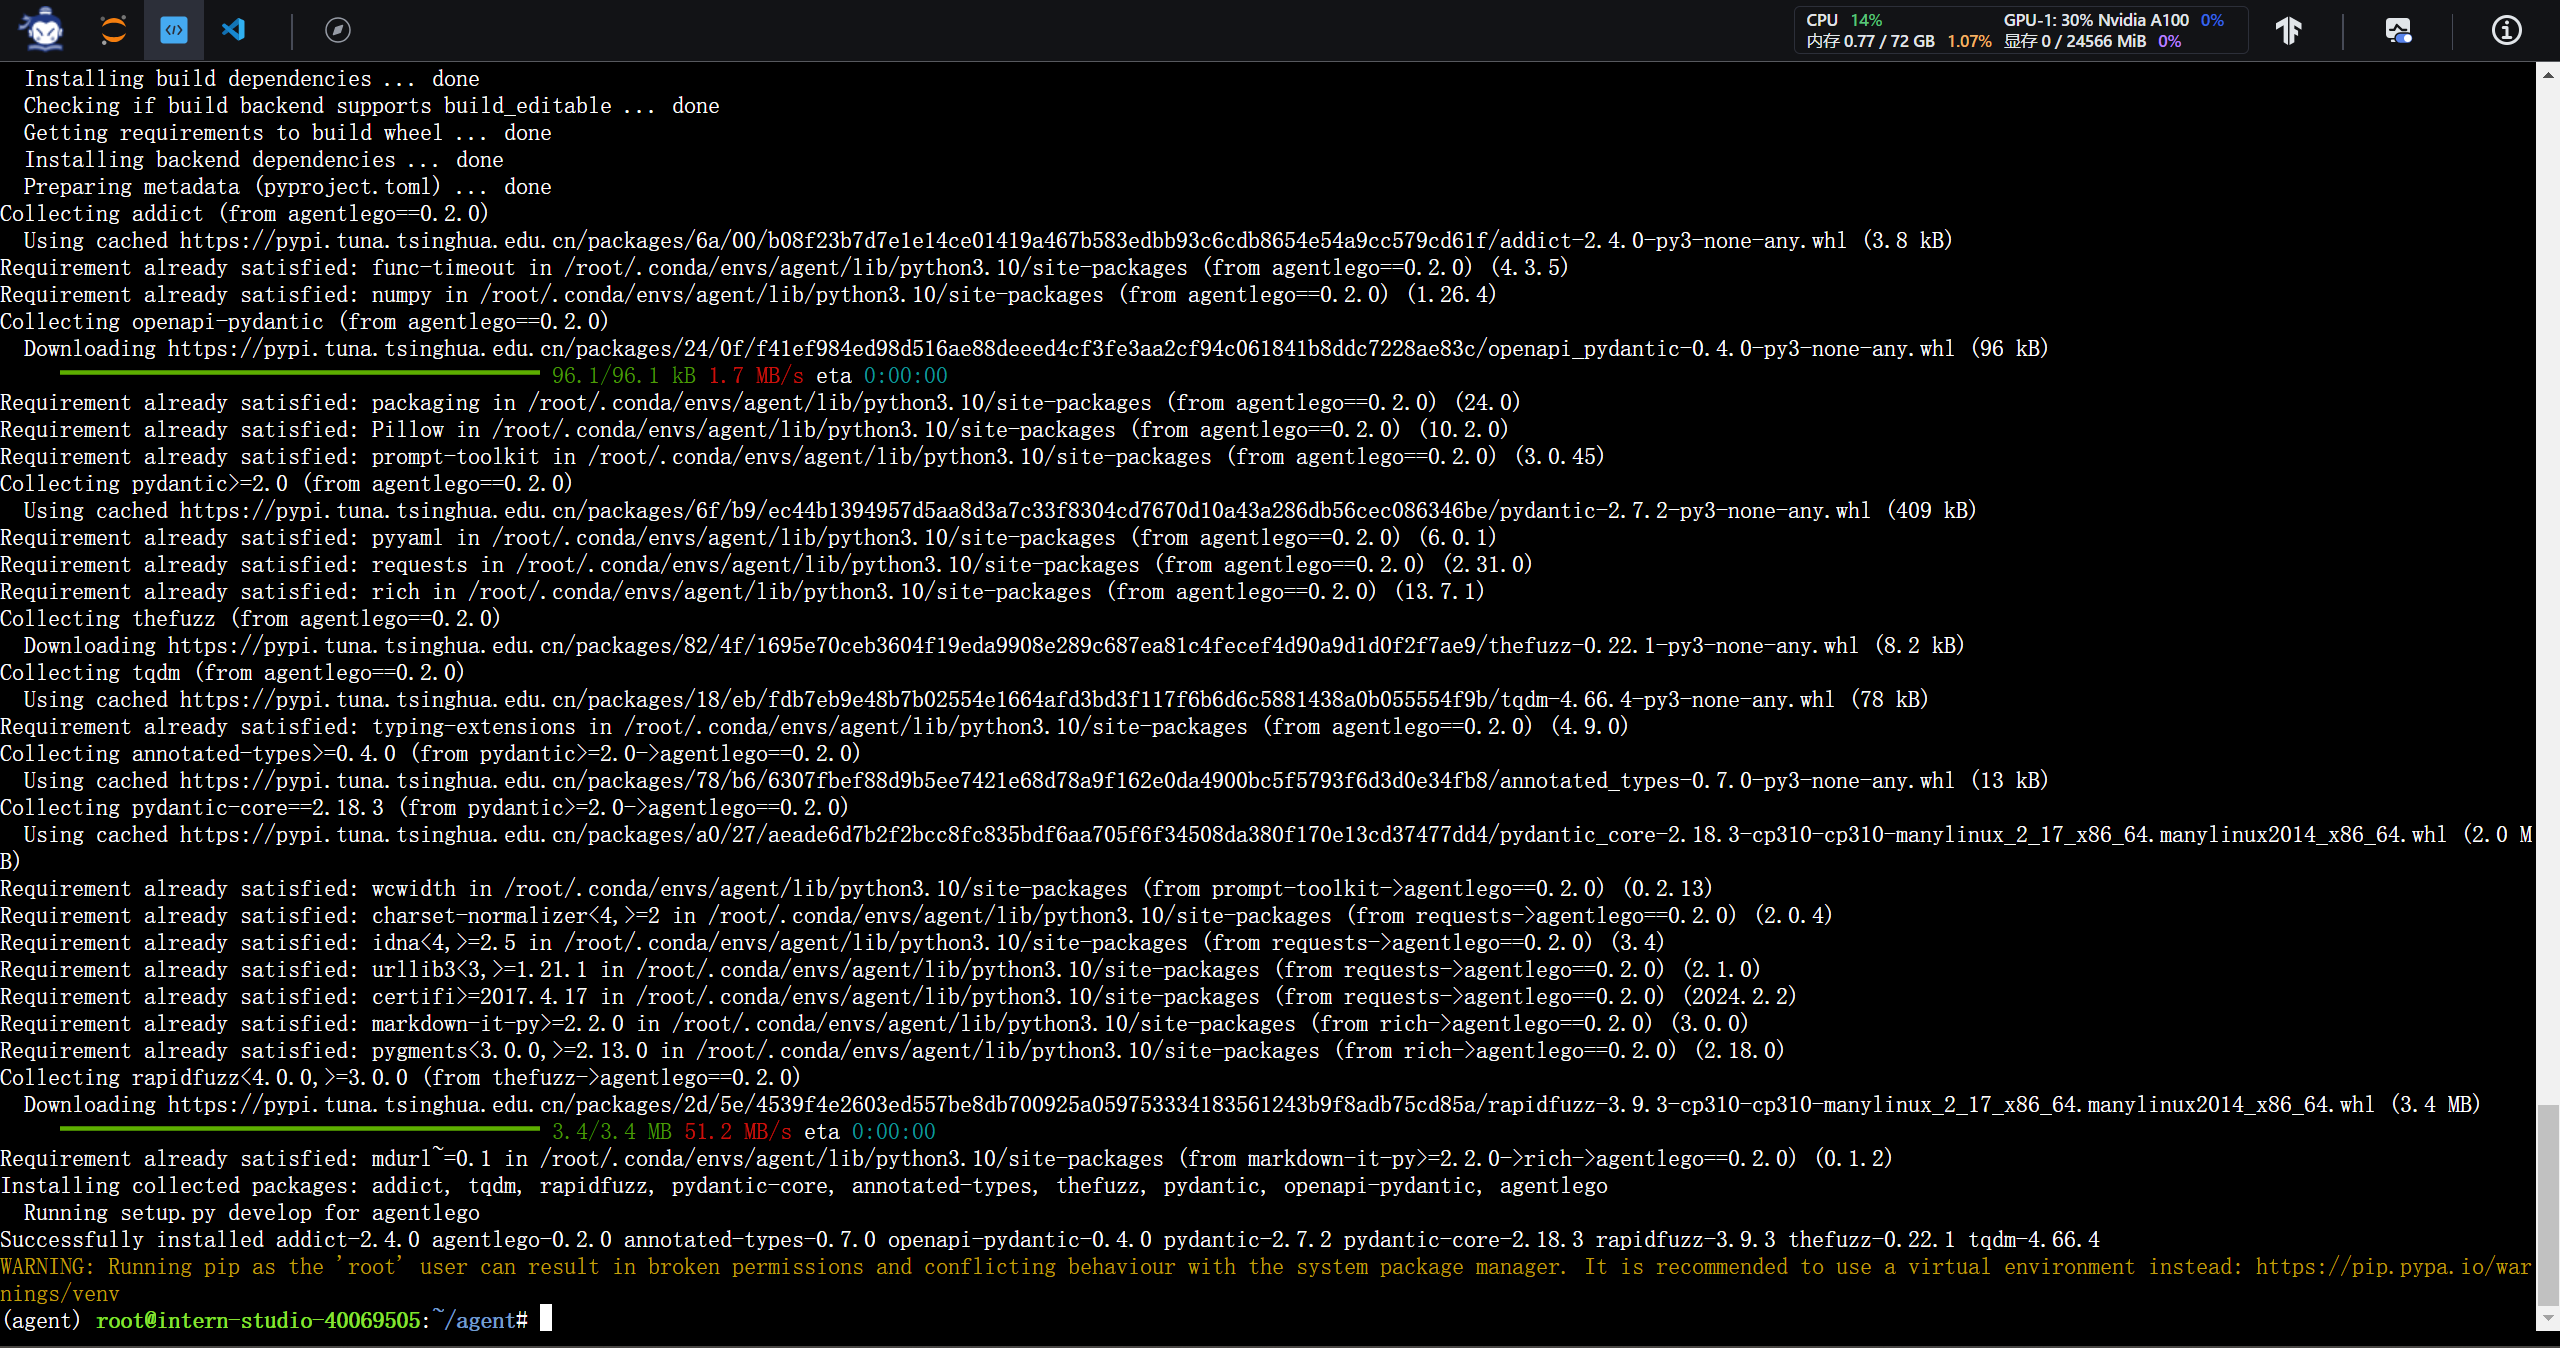 CPU 14% GPU-1: 30% Nvidia A100 0%
内存 0.77 / 72 GB 1.07% 显存 0 / 24566 MiB 0%
Installing build dependencies ... done
Checking if build backend supports build_editable ... done
Getting requirements to build wheel ... done
Installing backend dependencies ... done
Preparing metadata (pyproject.toml) ... done
Collecting addict (from agentlego==0.2.0)
Using cached https://pypi.tuna.tsinghua.edu.cn/packages/6a/00/b08f23b7d7e1e14ce01419a467b583edbb93c6cdb8654e54a9cc579cd61f/addict-2.4.0-py3-none-any.whl (3.8 kB)
Requirement already satisfied: func-timeout in /root/.conda/envs/agent/lib/python3.10/site-packages (from agentlego==0.2.0) (4.3.5)
Requirement already satisfied: numpy in /root/.conda/envs/agent/lib/python3.10/site-packages (from agentlego==0.2.0) (1.26.4)
Collecting openapi-pydantic (from agentlego==0.2.0)
Downloading https://pypi.tuna.tsinghua.edu.cn/packages/24/0f/f41ef984ed98d516ae88deeed4cf3fe3aa2cf94c061841b8ddc7228ae83c/openapi_pydantic-0.4.0-py3-none-any.whl (96 kB)
96.1/96.1 kB 1.7 MB/s eta 0:00:00
Requirement already satisfied: packaging in /root/.conda/envs/agent/lib/python3.10/site-packages (from agentlego==0.2.0) (24.0)
Requirement already satisfied: Pillow in /root/.conda/envs/agent/lib/python3.10/site-packages (from agentlego==0.2.0) (10.2.0)
Requirement already satisfied: prompt-toolkit in /root/.conda/envs/agent/lib/python3.10/site-packages (from agentlego==0.2.0) (3.0.45)
Collecting pydantic>=2.0 (from agentlego==0.2.0)
Using cached https://pypi.tuna.tsinghua.edu.cn/packages/6f/b9/ec44b1394957d5aa8d3a7c33f8304cd7670d10a43a286db56cec086346be/pydantic-2.7.2-py3-none-any.whl (409 kB)
Requirement already satisfied: pyyaml in /root/.conda/envs/agent/lib/python3.10/site-packages (from agentlego==0.2.0) (6.0.1)
Requirement already satisfied: requests in /root/.conda/envs/agent/lib/python3.10/site-packages (from agentlego==0.2.0) (2.31.0)
Requirement already satisfied: rich in /root/.conda/envs/agent/lib/python3.10/site-packages (from agentlego==0.2.0) (13.7.1)
Collecting thefuzz (from agentlego==0.2.0)
Downloading https://pypi.tuna.tsinghua.edu.cn/packages/82/4f/1695e70ceb3604f19eda9908e289c687ea81c4fecef4d90a9d1d0f2f7ae9/thefuzz-0.22.1-py3-none-any.whl (8.2 kB)
Collecting tqdm (from agentlego==0.2.0)
Using cached https://pypi.tuna.tsinghua.edu.cn/packages/18/eb/fdb7eb9e48b7b02554e1664afd3bd3f117f6b6d6c5881438a0b055554f9b/tqdm-4.66.4-py3-none-any.whl (78 kB)
Requirement already satisfied: typing-extensions in /root/.conda/envs/agent/lib/python3.10/site-packages (from agentlego==0.2.0) (4.9.0)
Collecting annotated-types>=0.4.0 (from pydantic>=2.0->agentlego==0.2.0)
Using cached https://pypi.tuna.tsinghua.edu.cn/packages/78/b6/6307fbef88d9b5ee7421e68d78a9f162e0da4900bc5f5793f6d3d0e34fb8/annotated_types-0.7.0-py3-none-any.whl (13 kB)
Collecting pydantic-core==2.18.3 (from pydantic>=2.0->agentlego==0.2.0)
Using cached https://pypi.tuna.tsinghua.edu.cn/packages/a0/27/aeade6d7b2f2bcc8fc835bdf6aa705f6f34508da380f170e13cd37477dd4/pydantic_core-2.18.3-cp310-cp310-manylinux_2_17_x86_64.manylinux2014_x86_64.whl (2.0 M
B)
Requirement already satisfied: wcwidth in /root/.conda/envs/agent/lib/python3.10/site-packages (from prompt-toolkit->agentlego==0.2.0) (0.2.13)
Requirement already satisfied: charset-normalizer<4,>=2 in /root/.conda/envs/agent/lib/python3.10/site-packages (from requests->agentlego==0.2.0) (2.0.4)
Requirement already satisfied: idna<4,>=2.5 in /root/.conda/envs/agent/lib/python3.10/site-packages (from requests->agentlego==0.2.0) (3.4)
Requirement already satisfied: urllib3<3,>=1.21.1 in /root/.conda/envs/agent/lib/python3.10/site-packages (from requests->agentlego==0.2.0) (2.1.0)
Requirement already satisfied: certifi>=2017.4.17 in /root/.conda/envs/agent/lib/python3.10/site-packages (from requests->agentlego==0.2.0) (2024.2.2)
Requirement already satisfied: markdown-it-py>=2.2.0 in /root/.conda/envs/agent/lib/python3.10/site-packages (from rich->agentlego==0.2.0) (3.0.0)
Requirement already satisfied: pygments<3.0.0,>=2.13.0 in /root/.conda/envs/agent/lib/python3.10/site-packages (from rich->agentlego==0.2.0) (2.18.0)
Collecting rapidfuzz<4.0.0,>=3.0.0 (from thefuzz->agentlego==0.2.0)
Downloading https://pypi.tuna.tsinghua.edu.cn/packages/2d/5e/4539f4e2603ed557be8db700925a059753334183561243b9f8adb75cd85a/rapidfuzz-3.9.3-cp310-cp310-manylinux_2_17_x86_64.manylinux2014_x86_64.whl (3.4 MB)
3.4/3.4 MB 51.2 MB/s eta 0:00:00
Requirement already satisfied: mdurl~=0.1 in /root/.conda/envs/agent/lib/python3.10/site-packages (from markdown-it-py>=2.2.0->rich->agentlego==0.2.0) (0.1.2)
Installing collected packages: addict, tqdm, rapidfuzz, pydantic-core, annotated-types, thefuzz, pydantic, openapi-pydantic, agentlego
Running setup.py develop for agentlego
Successfully installed addict-2.4.0 agentlego-0.2.0 annotated-types-0.7.0 openapi-pydantic-0.4.0 pydantic-2.7.2 pydantic-core-2.18.3 rapidfuzz-3.9.3 thefuzz-0.22.1 tqdm-4.66.4
WARNING: Running pip as the 'root' user can result in broken permissions and conflicting behaviour with the system package manager. It is recommended to use a virtual environment instead: https://pip.pypa.io/war
nings/venv
(agent) root@intern-studio-40069505:~/agent#